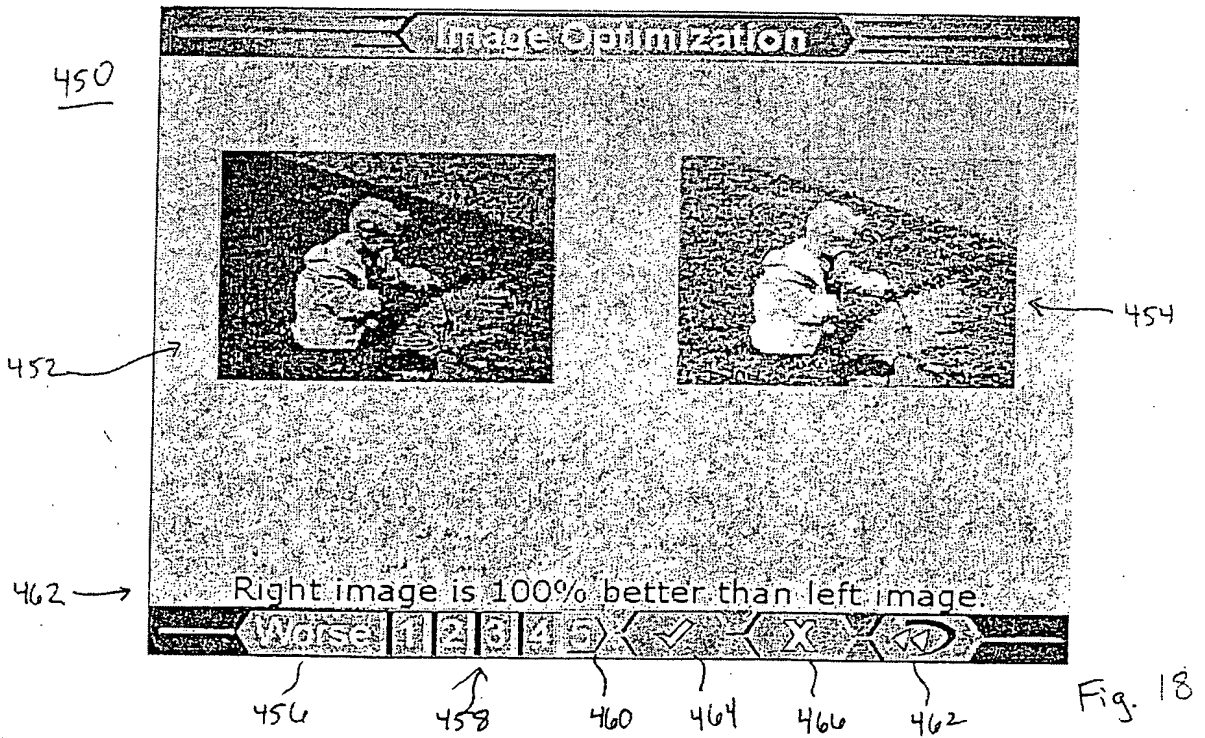 Image Optimization
450
452
454
462
Right image is 100% better than left image.
Worse 1 2 3 4 5 ✓ X
456 458 460 464 466 462
Fig. 18